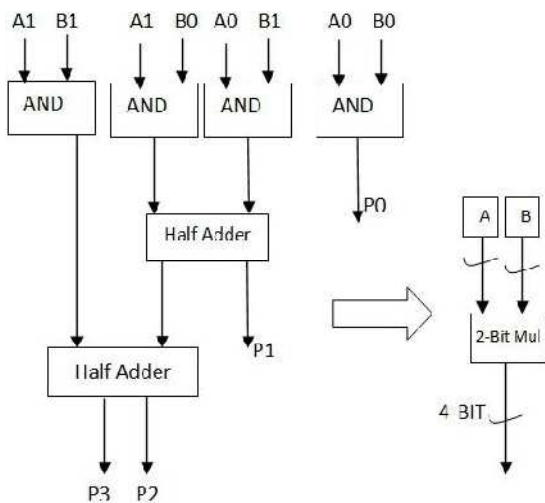 A1 B1 A1 B0 A0 B1 A0 B0
AND AND AND AND
P0
A B
Half Adder
P1
2-Bit Mul
Half Adder
4 BIT
P3 P2